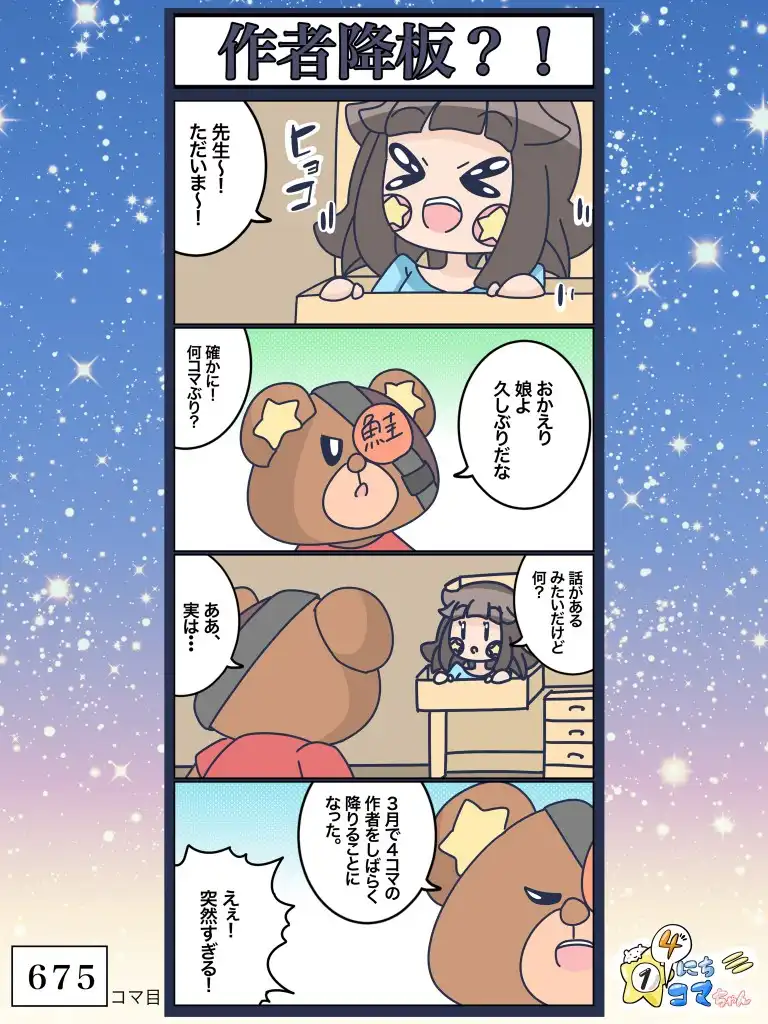 作者降板？！
先生〜！
ただいま〜！
ヒョコ
おかえり
娘よ
久しぶりだな
鮭
確かに！
何コマぶり？
話がある
みたいだけど
何？
ああ、
実は…
３月で４コマの
作者をしばらく
降りることに
なった。
えぇ！
突然すぎる！
675
コマ目
4
1
にち
コマちゃん